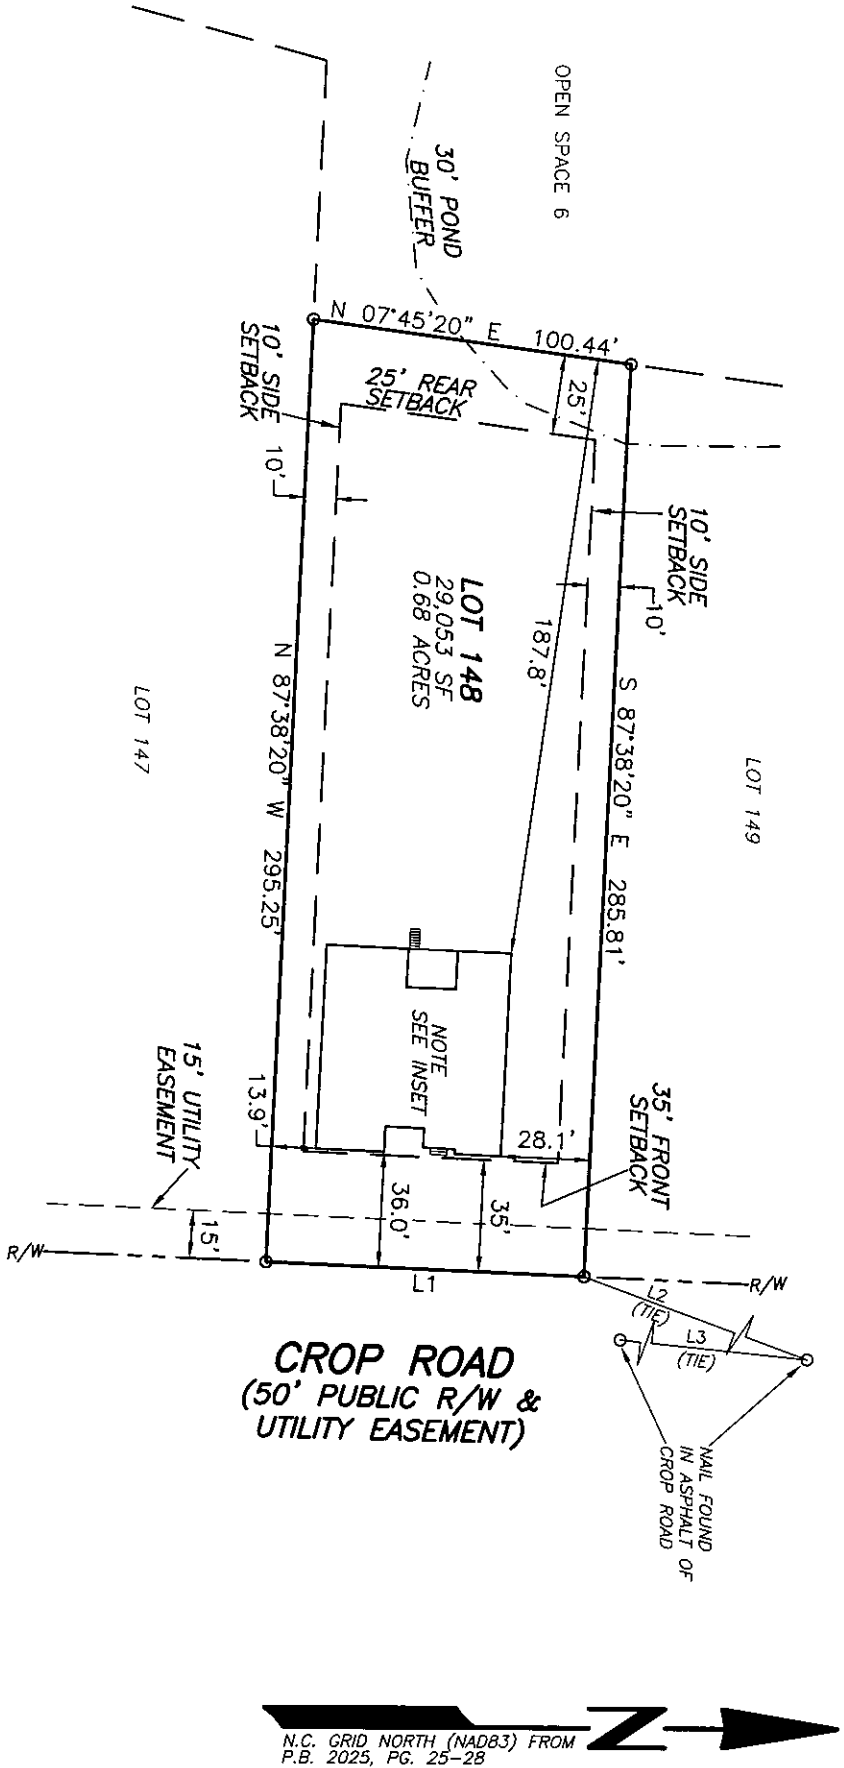 OPEN SPACE 6
30' POND
BUFFER
N 07°45'20" E 100.44'
10' SIDE
SETBACK
25' REAR
SETBACK
25'
10'
10' SIDE
SETBACK
10'
LOT 148
29,053 SF
0.68 ACRES
187.8'
S 87°38'20" E 285.81'
N 87°38'20" W 295.25'
LOT 147
LOT 149
NOTE
SEE INSET
15' UTILITY
EASEMENT
13.9'
28.1'
35' FRONT
SETBACK
36.0'
35'
15'
R/W
L1
R/W
L2
(TIE)
L3
(TIE)
CROP ROAD
(50' PUBLIC R/W &
UTILITY EASEMENT)
NAIL FOUND
IN ASPHALT OF
CROP ROAD
N
N.C. GRID NORTH (NAD83) FROM
P.B. 2025, PG. 25-28